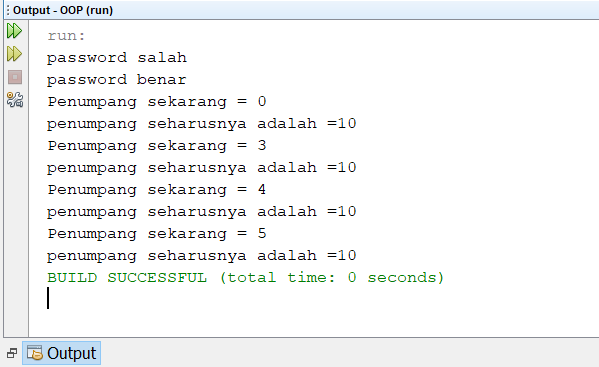 Output - OOP (run)
run:
password salah
password benar
Penumpang sekarang = 0
penumpang seharusnya adalah =10
Penumpang sekarang = 3
penumpang seharusnya adalah =10
Penumpang sekarang = 4
penumpang seharusnya adalah =10
Penumpang sekarang = 5
penumpang seharusnya adalah =10
BUILD SUCCESSFUL (total time: 0 seconds)
Output